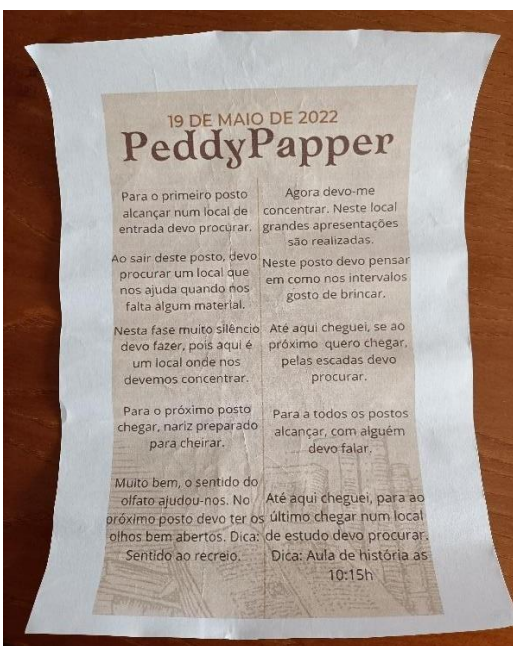 19 DE MAIO DE 2022
PeddyPapper
Para o primeiro posto
alcançar num local de
entrada devo procurar.
Ao sair deste posto, devo
procurar um local que
nos ajuda quando nos
falta algum material.
Nesta fase muito silêncio
devo fazer, pois aqui é
um local onde nos
devemos concentrar.
Para o próximo posto
chegar, nariz preparado
para cheirar.
Muito bem, o sentido do
olfato ajudou-nos. No
próximo posto devo ter os
olhos bem abertos. Dica:
Sentido ao recreio.
Agora devo-me
concentrar. Neste local
grandes apresentações
são realizadas.
Neste posto devo pensar
em como nos intervalos
gosto de brincar.
Até aqui cheguei, se ao
próximo quero chegar,
pelas escadas devo
procurar.
Para a todos os postos
alcançar, com alguém
devo falar.
Até aqui cheguei, para ao
último chegar num local
de estudo devo procurar.
Dica: Aula de história as
10:15h